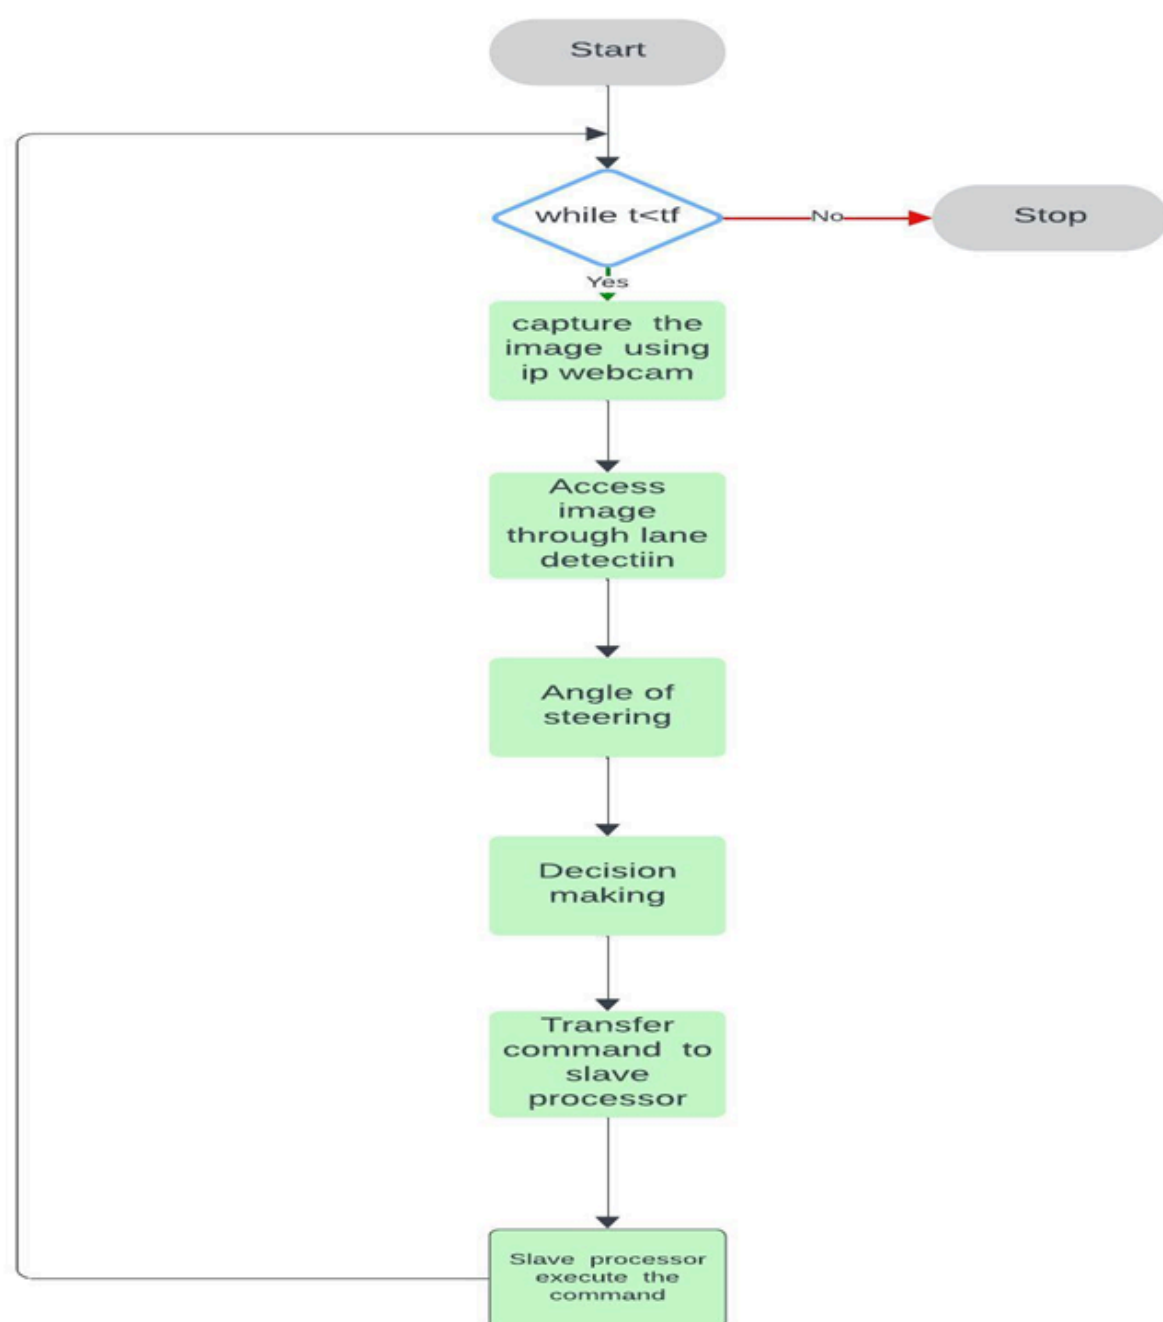 Start
while t<tf
No
Stop
Yes
capture the
image using
ip webcam
Access
image
through lane
detectiin
Angle of
steering
Decision
making
Transfer
command to
slave
processor
Slave processor
execute the
command